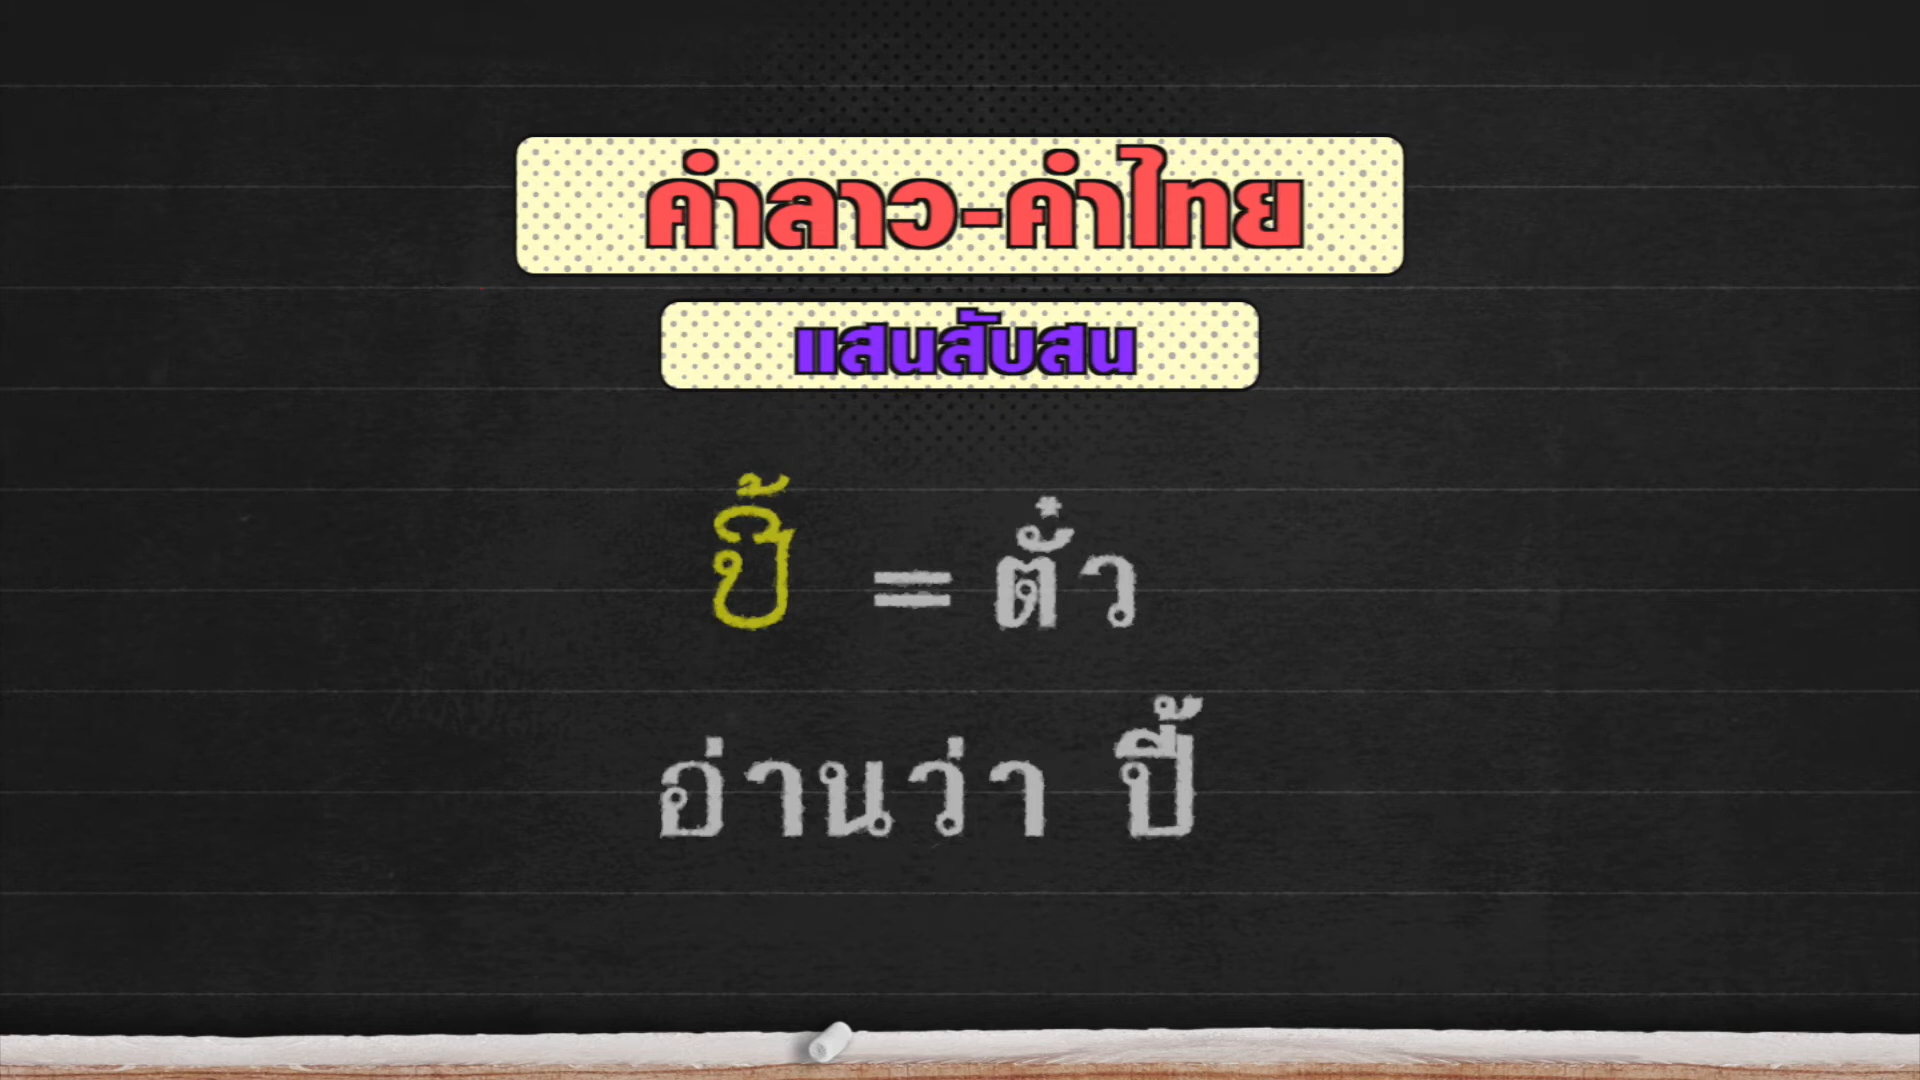 คำลาว-คำไทย
แสนสับสน
ปี้ = ตั๋ว
อ่านว่า ปี้